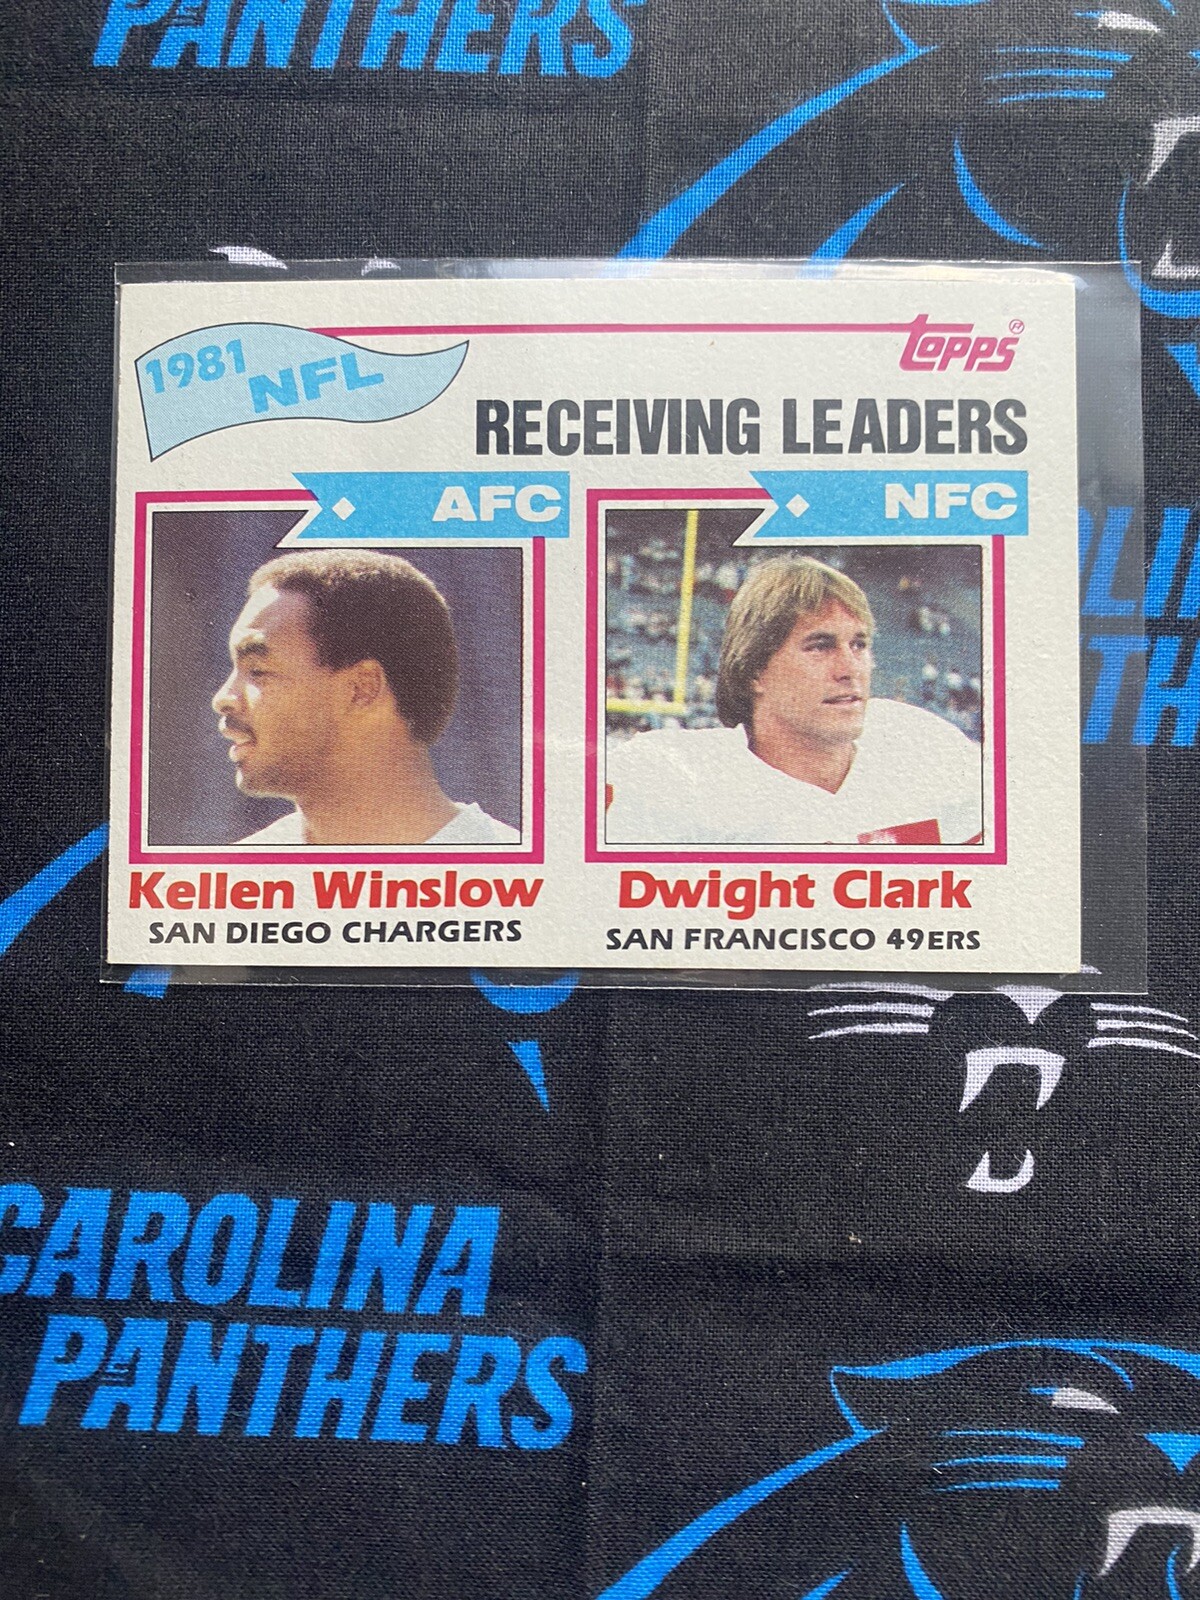 PANTHERS
1981 NFL
topps®
RECEIVING LEADERS
AFC
NFC
Kellen Winslow
SAN DIEGO CHARGERS
Dwight Clark
SAN FRANCISCO 49ERS
CAROLINA
PANTHERS